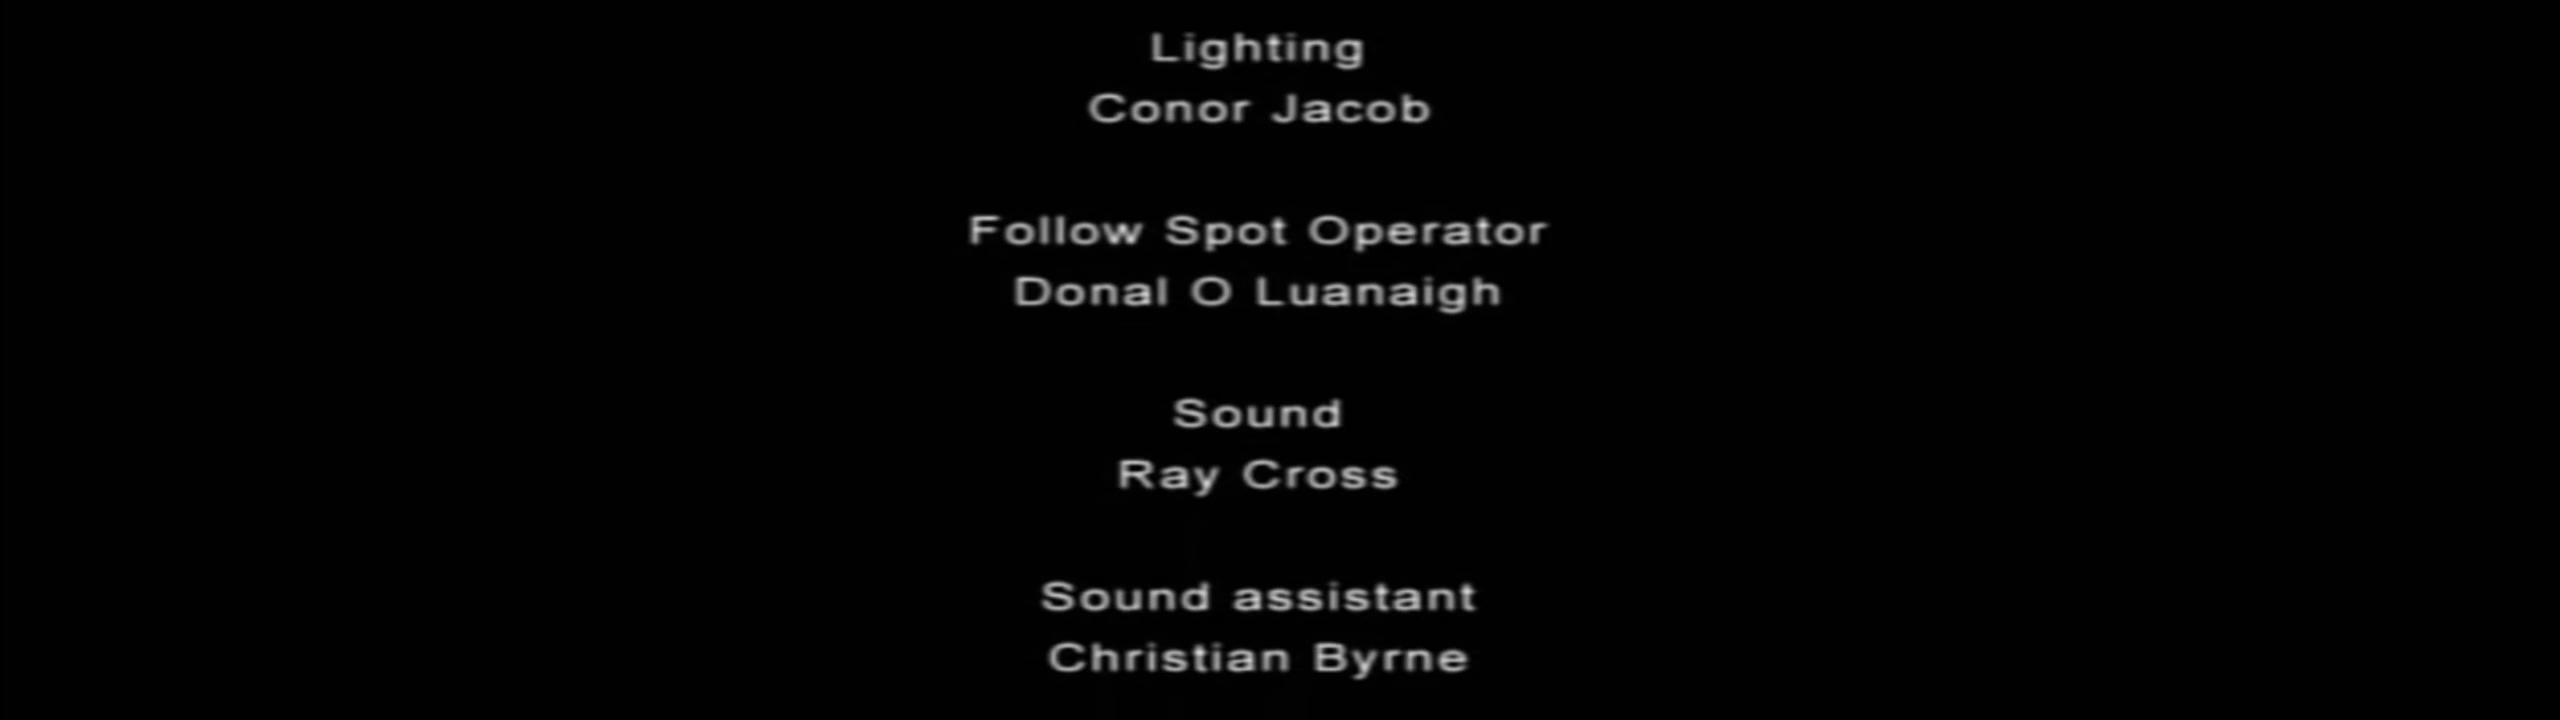 Lighting
Conor Jacob
Follow Spot Operator
Donal O Luanaigh
Sound
Ray Cross
Sound assistant
Christian Byrne